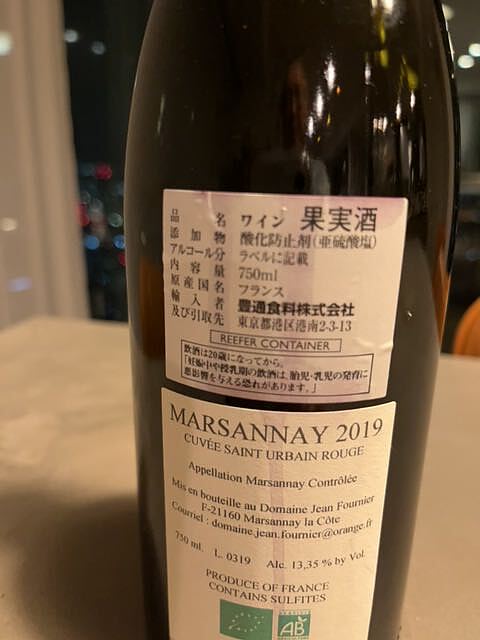 品名 ワイン 果実酒
添加物 酸化防止剤(亜硫酸塩)
アルコール分 ラベルに記載
内容量 750ml
原産国名 フランス
輸入者 豊通食料株式会社
及び引取先 東京都港区港南2-3-13
REEFER CONTAINER
飲酒は20歳になってから。
「妊娠中や授乳期の飲酒は、胎児・乳児の発育に
悪影響を与える恐れがあります。」
MARSANNAY 2019
CUVÉE SAINT URBAIN ROUGE
Appellation Marsannay Contrôlée
Mis en bouteille au Domaine Jean Fournier
F-21160 Marsannay la Côte
Courriel : domaine.jean.fournier@orange.fr
750 ml. L. 0319 Alc. 13,35 % by Vol.
PRODUCE OF FRANCE
CONTAINS SULFITES
AB